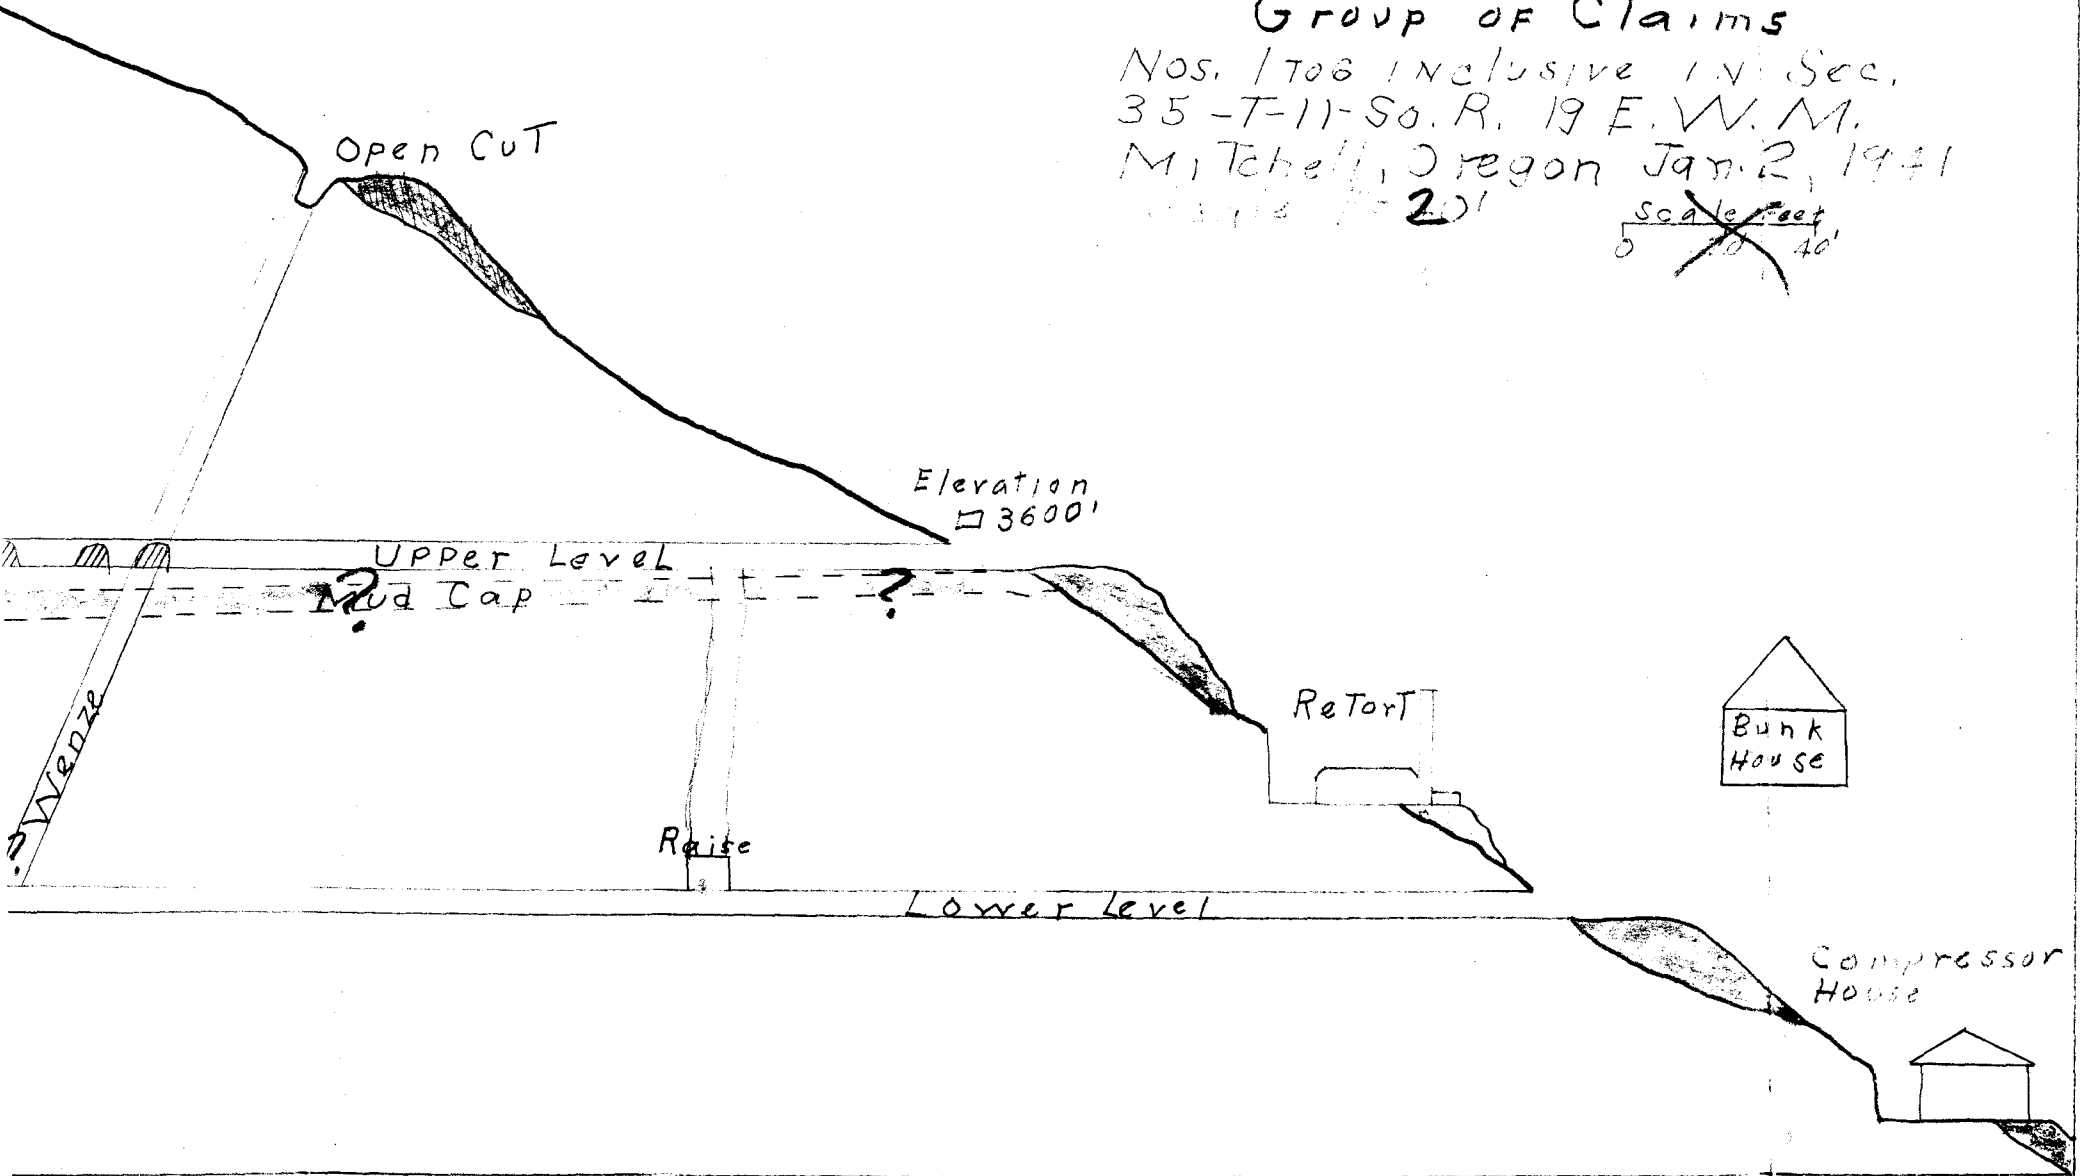 Group OF Claims
Nos. 1 TO 6 INclusive IN Sec.
35-T-11-So. R. 19 E. W. M.
MITchell, Oregon Jan. 2, 1941
20'
Scale Feet
0 20 40'
Open CuT
Elevation
3600'
UPPer LeveL
?
?
Mud Cap
Wenze
?
Raise
ReTorT
Bunk
House
Lower LeveL
Compressor
House